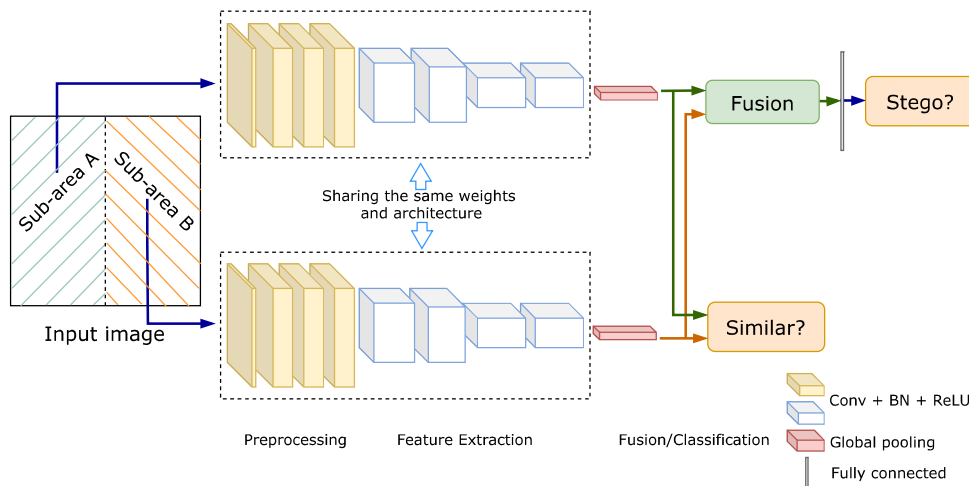 Fusion
Stego?
Sub-area A
Sub-area B
Sharing the same weights
and architecture
Input image
Similar?
Conv + BN + ReLU
Preprocessing
Feature Extraction
Fusion/Classification
Global pooling
Fully connected